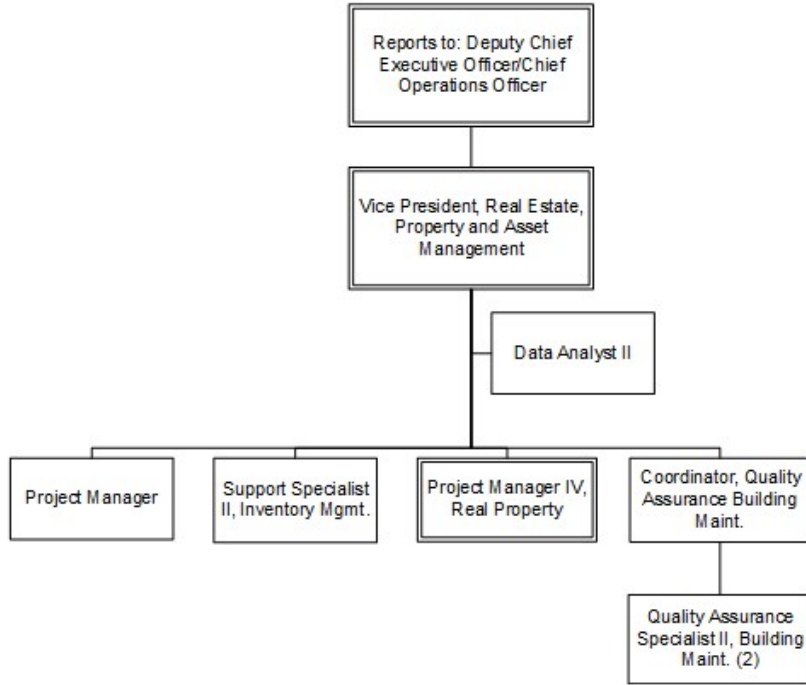 Reports to: Deputy Chief
Executive Officer/Chief
Operations Officer
Vice President, Real Estate,
Property and Asset
Management
Data Analyst II
Project Manager
Support Specialist
II, Inventory Mgmt.
Project Manager IV,
Real Property
Coordinator, Quality
Assurance Building
Maint.
Quality Assurance
Specialist II, Building
Maint. (2)